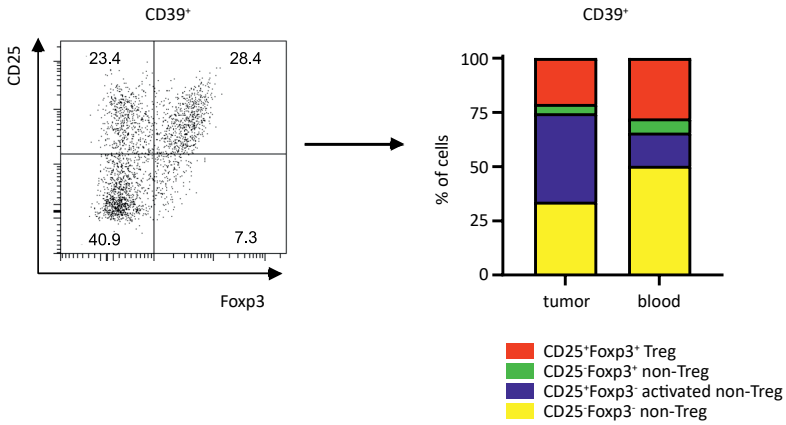 CD39⁺
CD25
23.4
28.4
40.9
7.3
Foxp3
CD39⁺
% of cells
100
75
50
25
0
tumor
blood
CD25⁺Foxp3⁺ Treg
CD25⁻Foxp3⁺ non-Treg
CD25⁺Foxp3⁻ activated non-Treg
CD25⁻Foxp3⁻ non-Treg